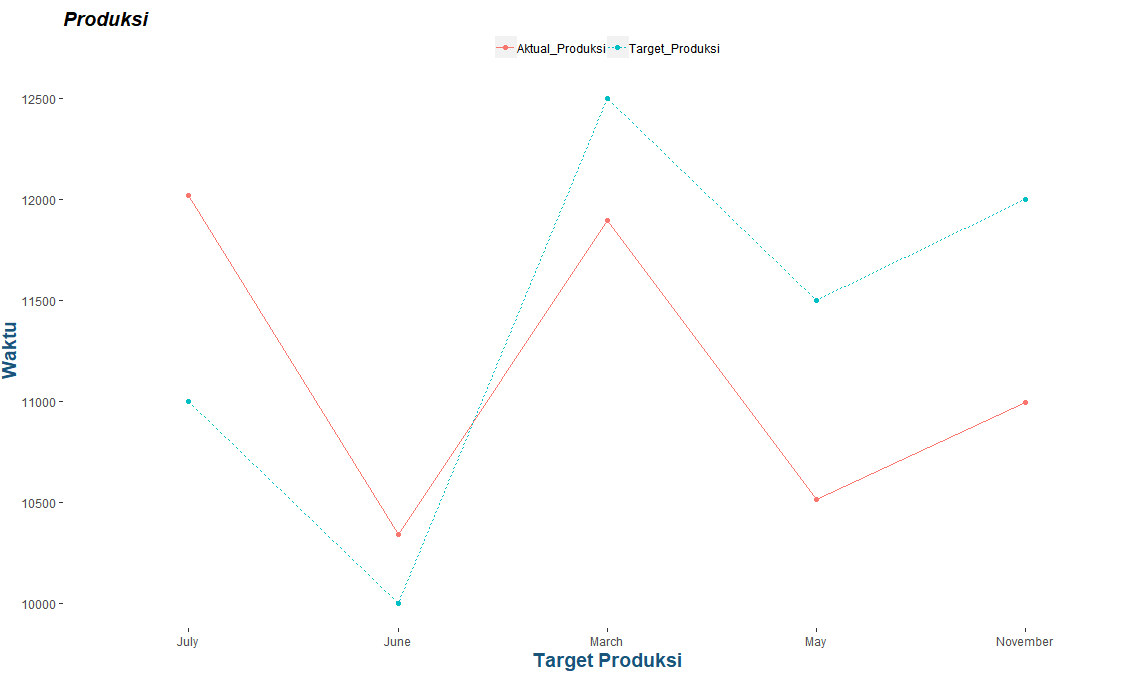 Produksi
Aktual_Produksi Target_Produksi
12500
12000
11500
11000
10500
10000
Waktu
July June March May November
Target Produksi